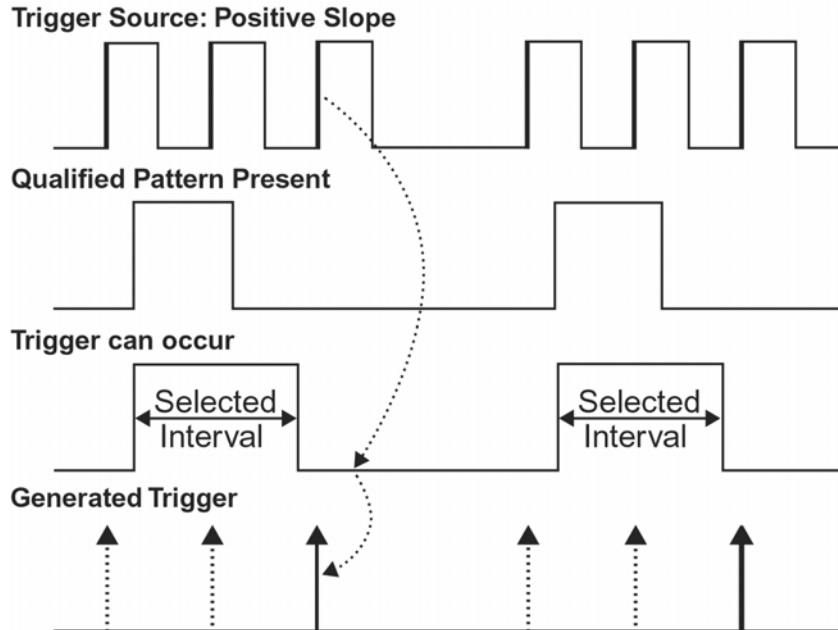 Trigger Source: Positive Slope
Qualified Pattern Present
Trigger can occur
Selected
Interval
Selected
Interval
Generated Trigger